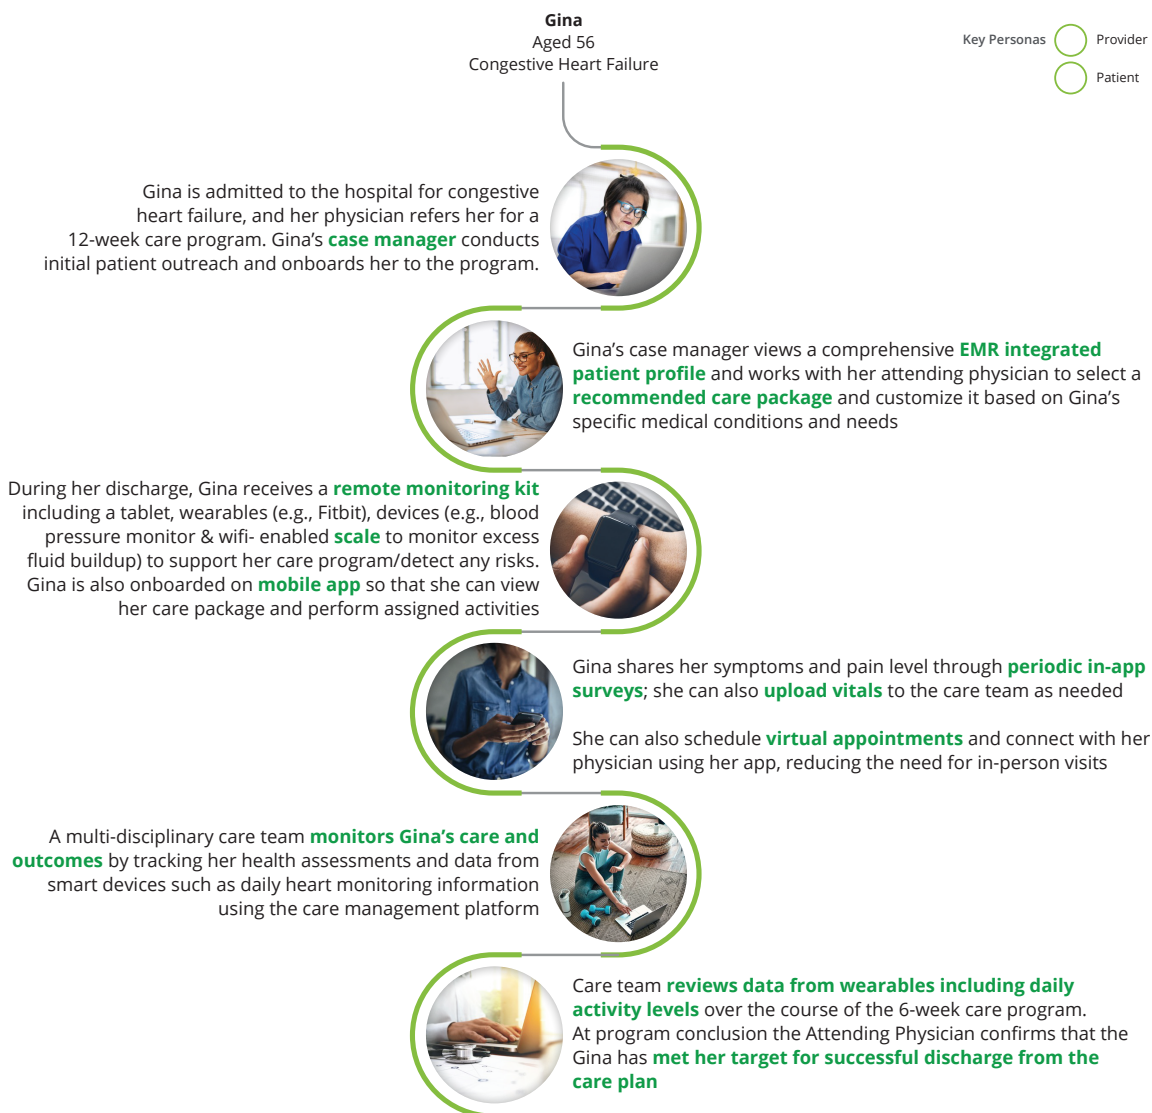 Gina
Aged 56
Congestive Heart Failure
Key Personas
Provider
Patient
Gina is admitted to the hospital for congestive
heart failure, and her physician refers her for a
12-week care program. Gina’s case manager conducts
initial patient outreach and onboards her to the program.
Gina’s case manager views a comprehensive EMR integrated
patient profile and works with her attending physician to select a
recommended care package and customize it based on Gina’s
specific medical conditions and needs
During her discharge, Gina receives a remote monitoring kit
including a tablet, wearables (e.g., Fitbit), devices (e.g., blood
pressure monitor & wifi- enabled scale to monitor excess
fluid buildup) to support her care program/detect any risks.
Gina is also onboarded on mobile app so that she can view
her care package and perform assigned activities
Gina shares her symptoms and pain level through periodic in-app
surveys; she can also upload vitals to the care team as needed
She can also schedule virtual appointments and connect with her
physician using her app, reducing the need for in-person visits
A multi-disciplinary care team monitors Gina’s care and
outcomes by tracking her health assessments and data from
smart devices such as daily heart monitoring information
using the care management platform
Care team reviews data from wearables including daily
activity levels over the course of the 6-week care program.
At program conclusion the Attending Physician confirms that the
Gina has met her target for successful discharge from the
care plan